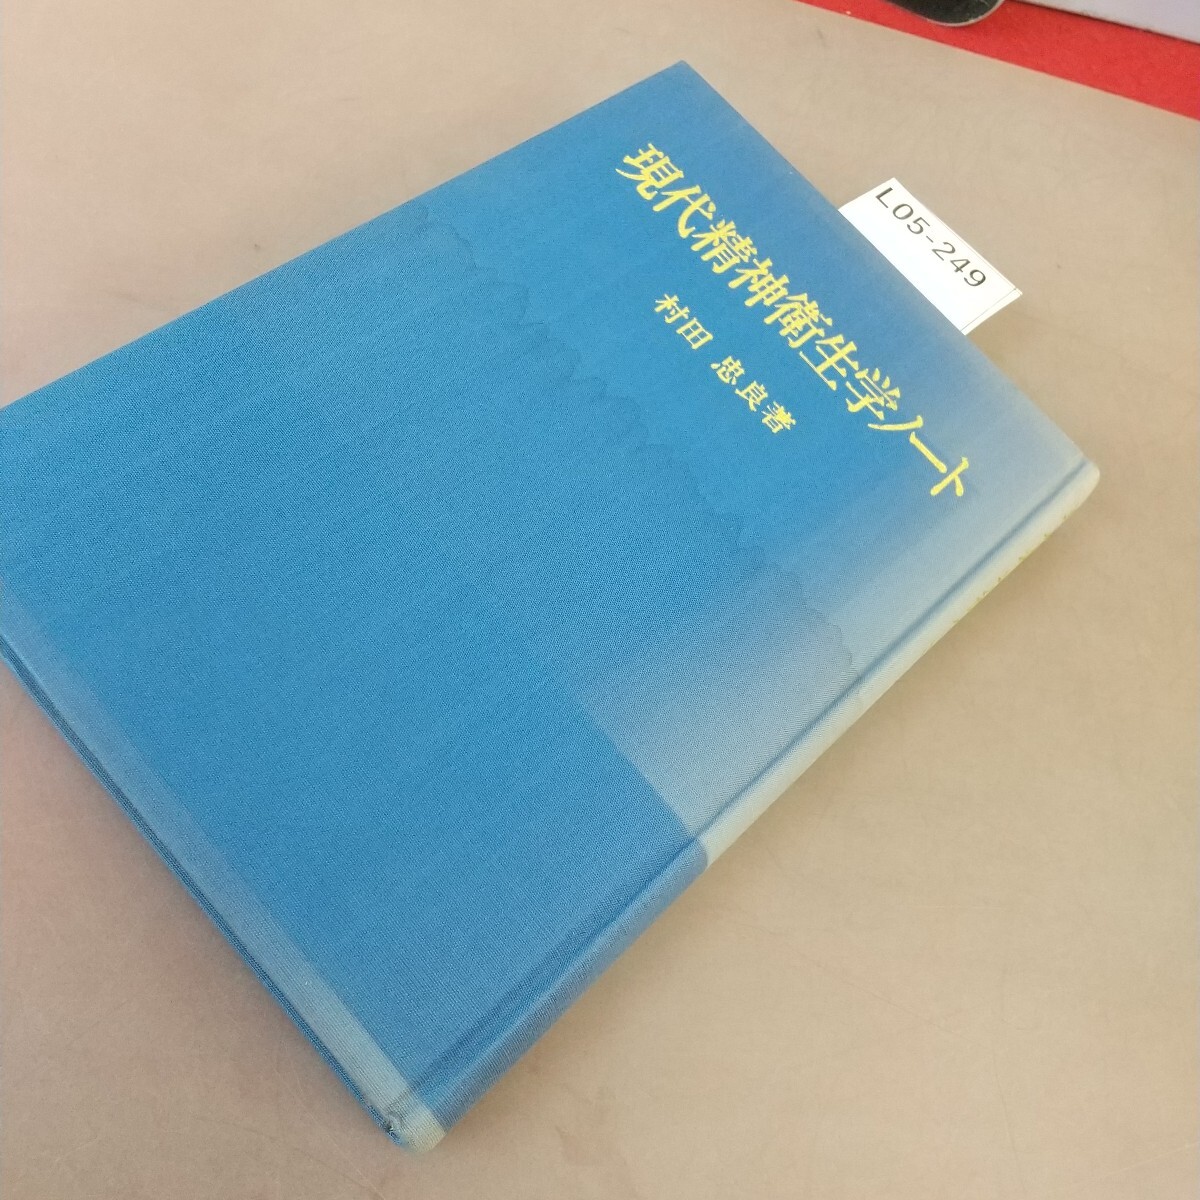 現代精神衛生学ノート
村田 忠良著
L05-249